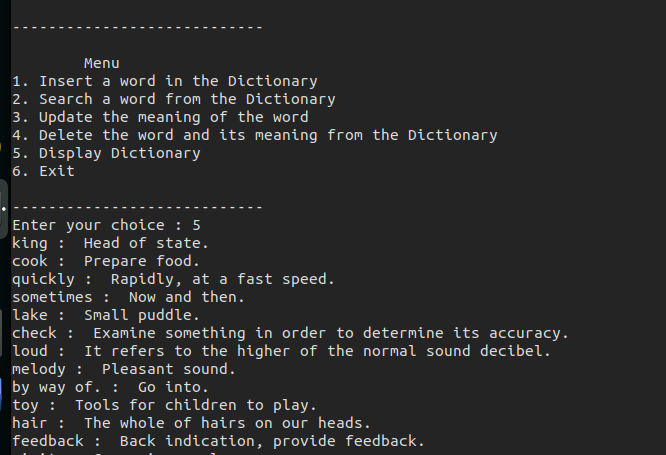 ----------------------------
Menu
1. Insert a word in the Dictionary
2. Search a word from the Dictionary
3. Update the meaning of the word
4. Delete the word and its meaning from the Dictionary
5. Display Dictionary
6. Exit
----------------------------
Enter your choice : 5
king :  Head of state.
cook :  Prepare food.
quickly :  Rapidly, at a fast speed.
sometimes :  Now and then.
lake :  Small puddle.
check :  Examine something in order to determine its accuracy.
loud :  It refers to the higher of the normal sound decibel.
melody :  Pleasant sound.
by way of. :  Go into.
toy :  Tools for children to play.
hair :  The whole of hairs on our heads.
feedback :  Back indication, provide feedback.